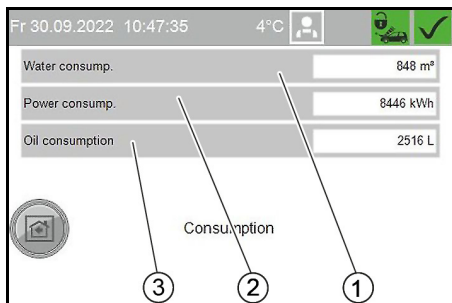 Fr 30.09.2022 10:47:35 4°C
Water consump. 848 m³
Power consump. 8446 kWh
Oil consumption 2516 L
Consumption
3 2 1